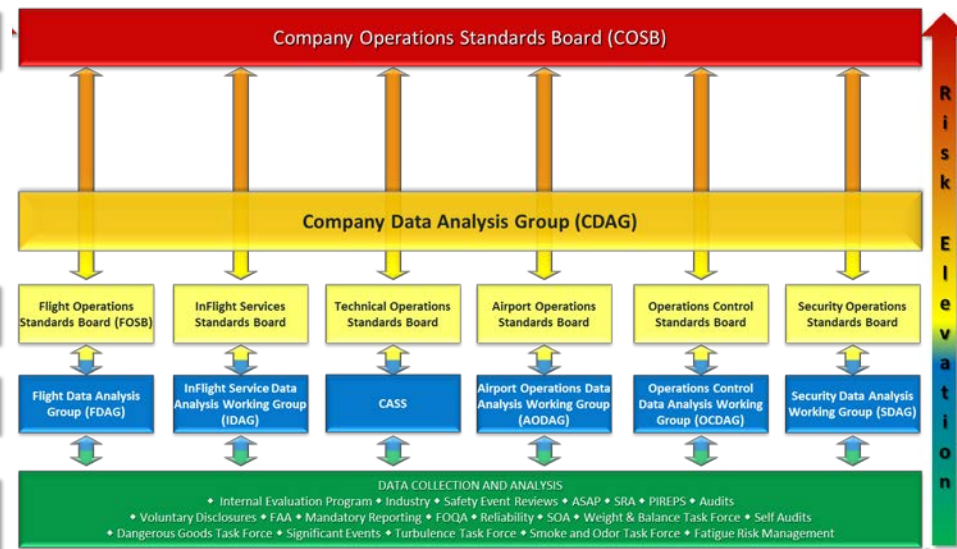 Company Operations Standards Board (COSB)
Company Data Analysis Group (CDAG)
Flight Operations
Standards Board (FOSB)
InFlight Services
Standards Board
Technical Operations
Standards Board
Airport Operations
Standards Board
Operations Control
Standards Board
Security Operations
Standards Board
Flight Data Analysis
Group (FDAG)
InFlight Service Data
Analysis Working Group
(IDAG)
CASS
Airport Operations Data
Analysis Working Group
(AODAG)
Operations Control
Data Analysis Working
Group (OCDAG)
Security Data Analysis
Working Group (SDAG)
DATA COLLECTION AND ANALYSIS
◆ Internal Evaluation Program ◆ Industry ◆ Safety Event Reviews ◆ ASAP ◆ SRA ◆ PIREPS ◆ Audits
◆ Voluntary Disclosures ◆ FAA ◆ Mandatory Reporting ◆ FOQA ◆ Reliability ◆ SOA ◆ Weight & Balance Task Force ◆ Self Audits
◆ Dangerous Goods Task Force ◆ Significant Events ◆ Turbulence Task Force ◆ Smoke and Odor Task Force ◆ Fatigue Risk Management
Risk Elevation